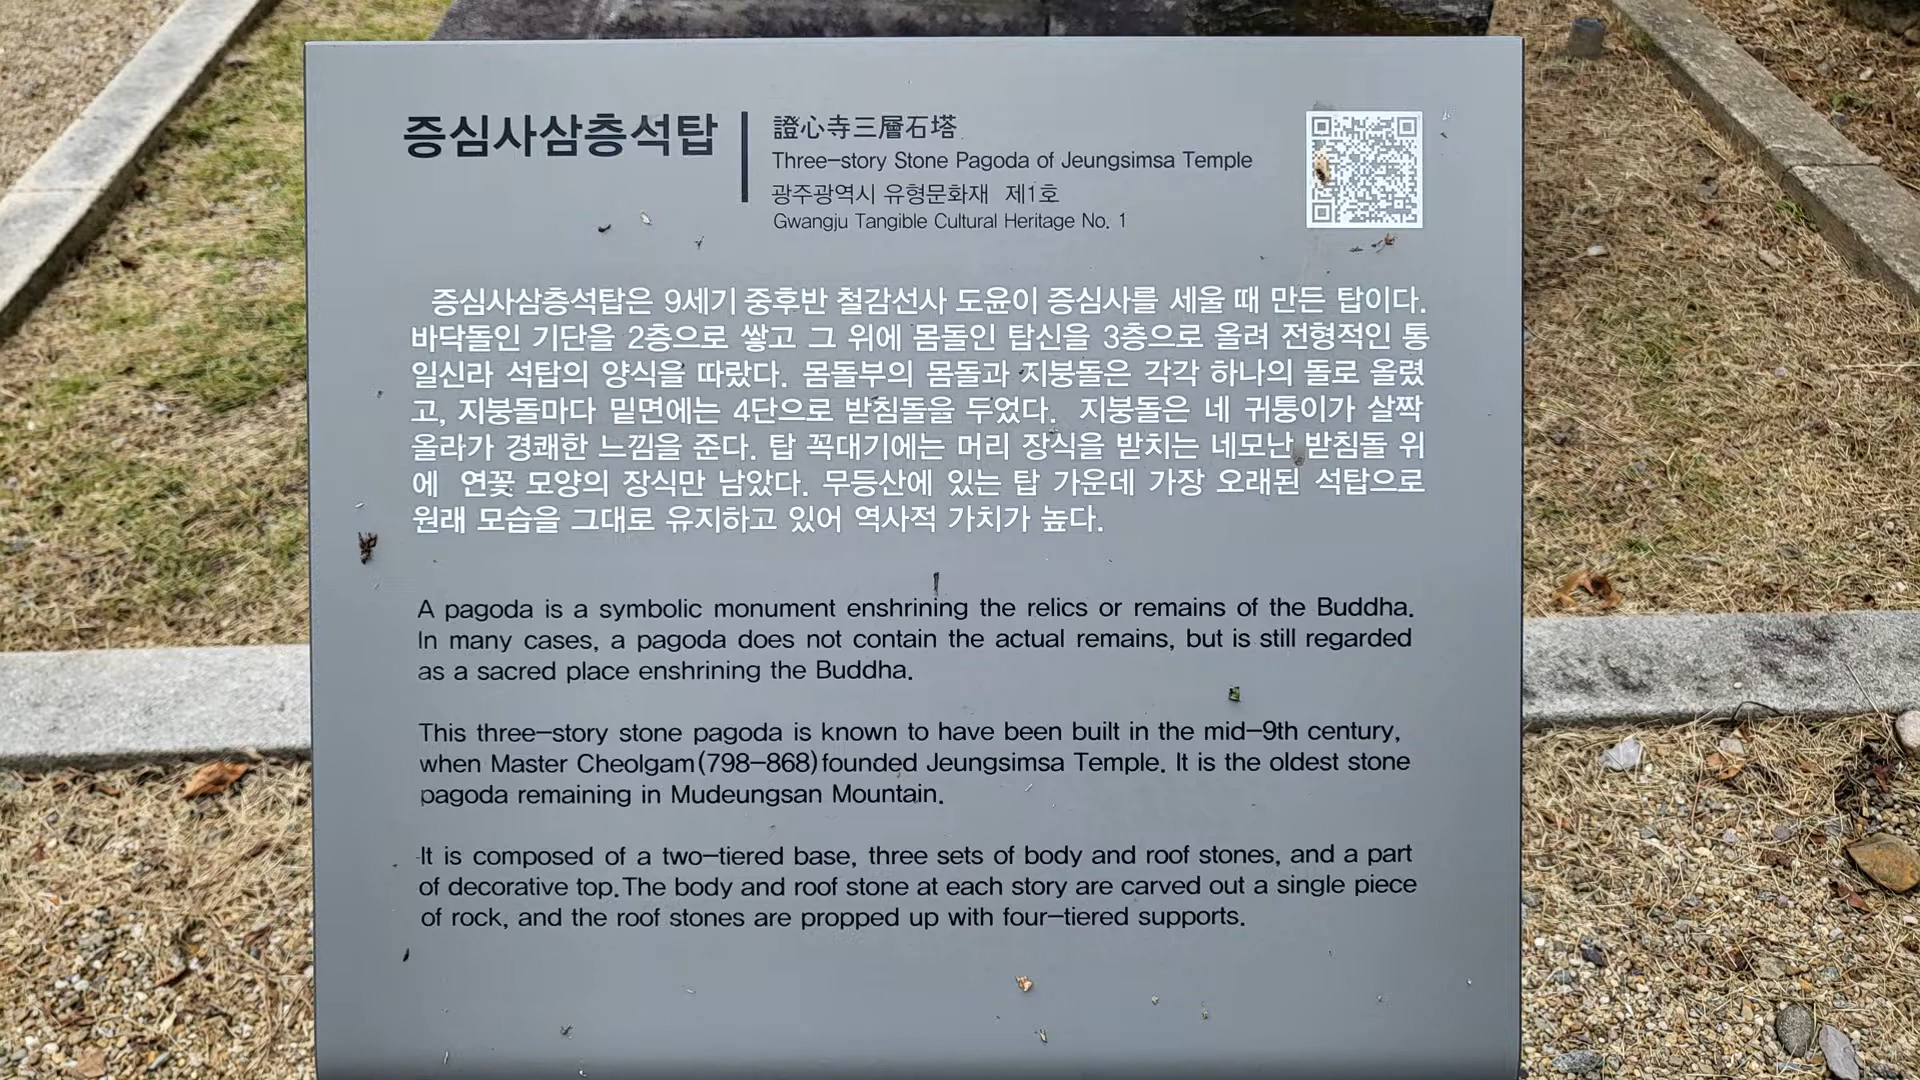 증심사삼층석탑
證心寺三層石塔
Three-story Stone Pagoda of Jeungsimsa Temple
광주광역시 유형문화재 제1호
Gwangju Tangible Cultural Heritage No. 1
증심사삼층석탑은 9세기 중후반 철감선사 도윤이 증심사를 세울 때 만든 탑이다.
바닥돌인 기단을 2층으로 쌓고 그 위에 몸돌인 탑신을 3층으로 올려 전형적인 통
일신라 석탑의 양식을 따랐다. 몸돌부의 몸돌과 지붕돌은 각각 하나의 돌로 올렸
고, 지붕돌마다 밑면에는 4단으로 받침돌을 두었다. 지붕돌은 네 귀퉁이가 살짝
올라가 경쾌한 느낌을 준다. 탑 꼭대기에는 머리 장식을 받치는 네모난 받침돌 위
에 연꽃 모양의 장식만 남았다. 무등산에 있는 탑 가운데 가장 오래된 석탑으로
원래 모습을 그대로 유지하고 있어 역사적 가치가 높다.
A pagoda is a symbolic monument enshrining the relics or remains of the Buddha.
In many cases, a pagoda does not contain the actual remains, but is still regarded
as a sacred place enshrining the Buddha.
This three-story stone pagoda is known to have been built in the mid-9th century,
when Master Cheolgam(798-868)founded Jeungsimsa Temple. It is the oldest stone
pagoda remaining in Mudeungsan Mountain.
It is composed of a two-tiered base, three sets of body and roof stones, and a part
of decorative top.The body and roof stone at each story are carved out a single piece
of rock, and the roof stones are propped up with four-tiered supports.